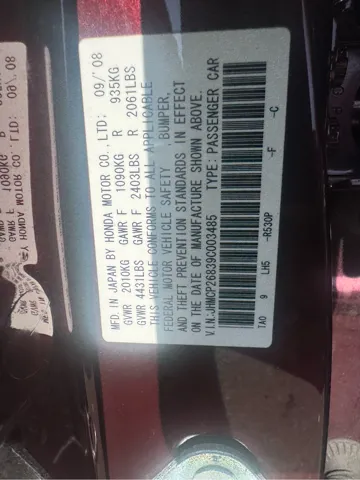 MFD. IN JAPAN BY HONDA MOTOR CO., LTD: 09/'08
GVWR 2010KG GAWR F 1090KG R 935KG
GVWR 4431LBS GAWR F 2403LBS R 2061LBS
THIS VEHICLE CONFORMS TO ALL APPLICABLE
FEDERAL MOTOR VEHICLE SAFETY, BUMPER,
AND THEFT PREVENTION STANDARDS IN EFFECT
ON THE DATE OF MANUFACTURE SHOWN ABOVE.
V.I.N:JHMCP26839C003485 TYPE: PASSENGER CAR
TAO 9 LH5 -R530P -F -C